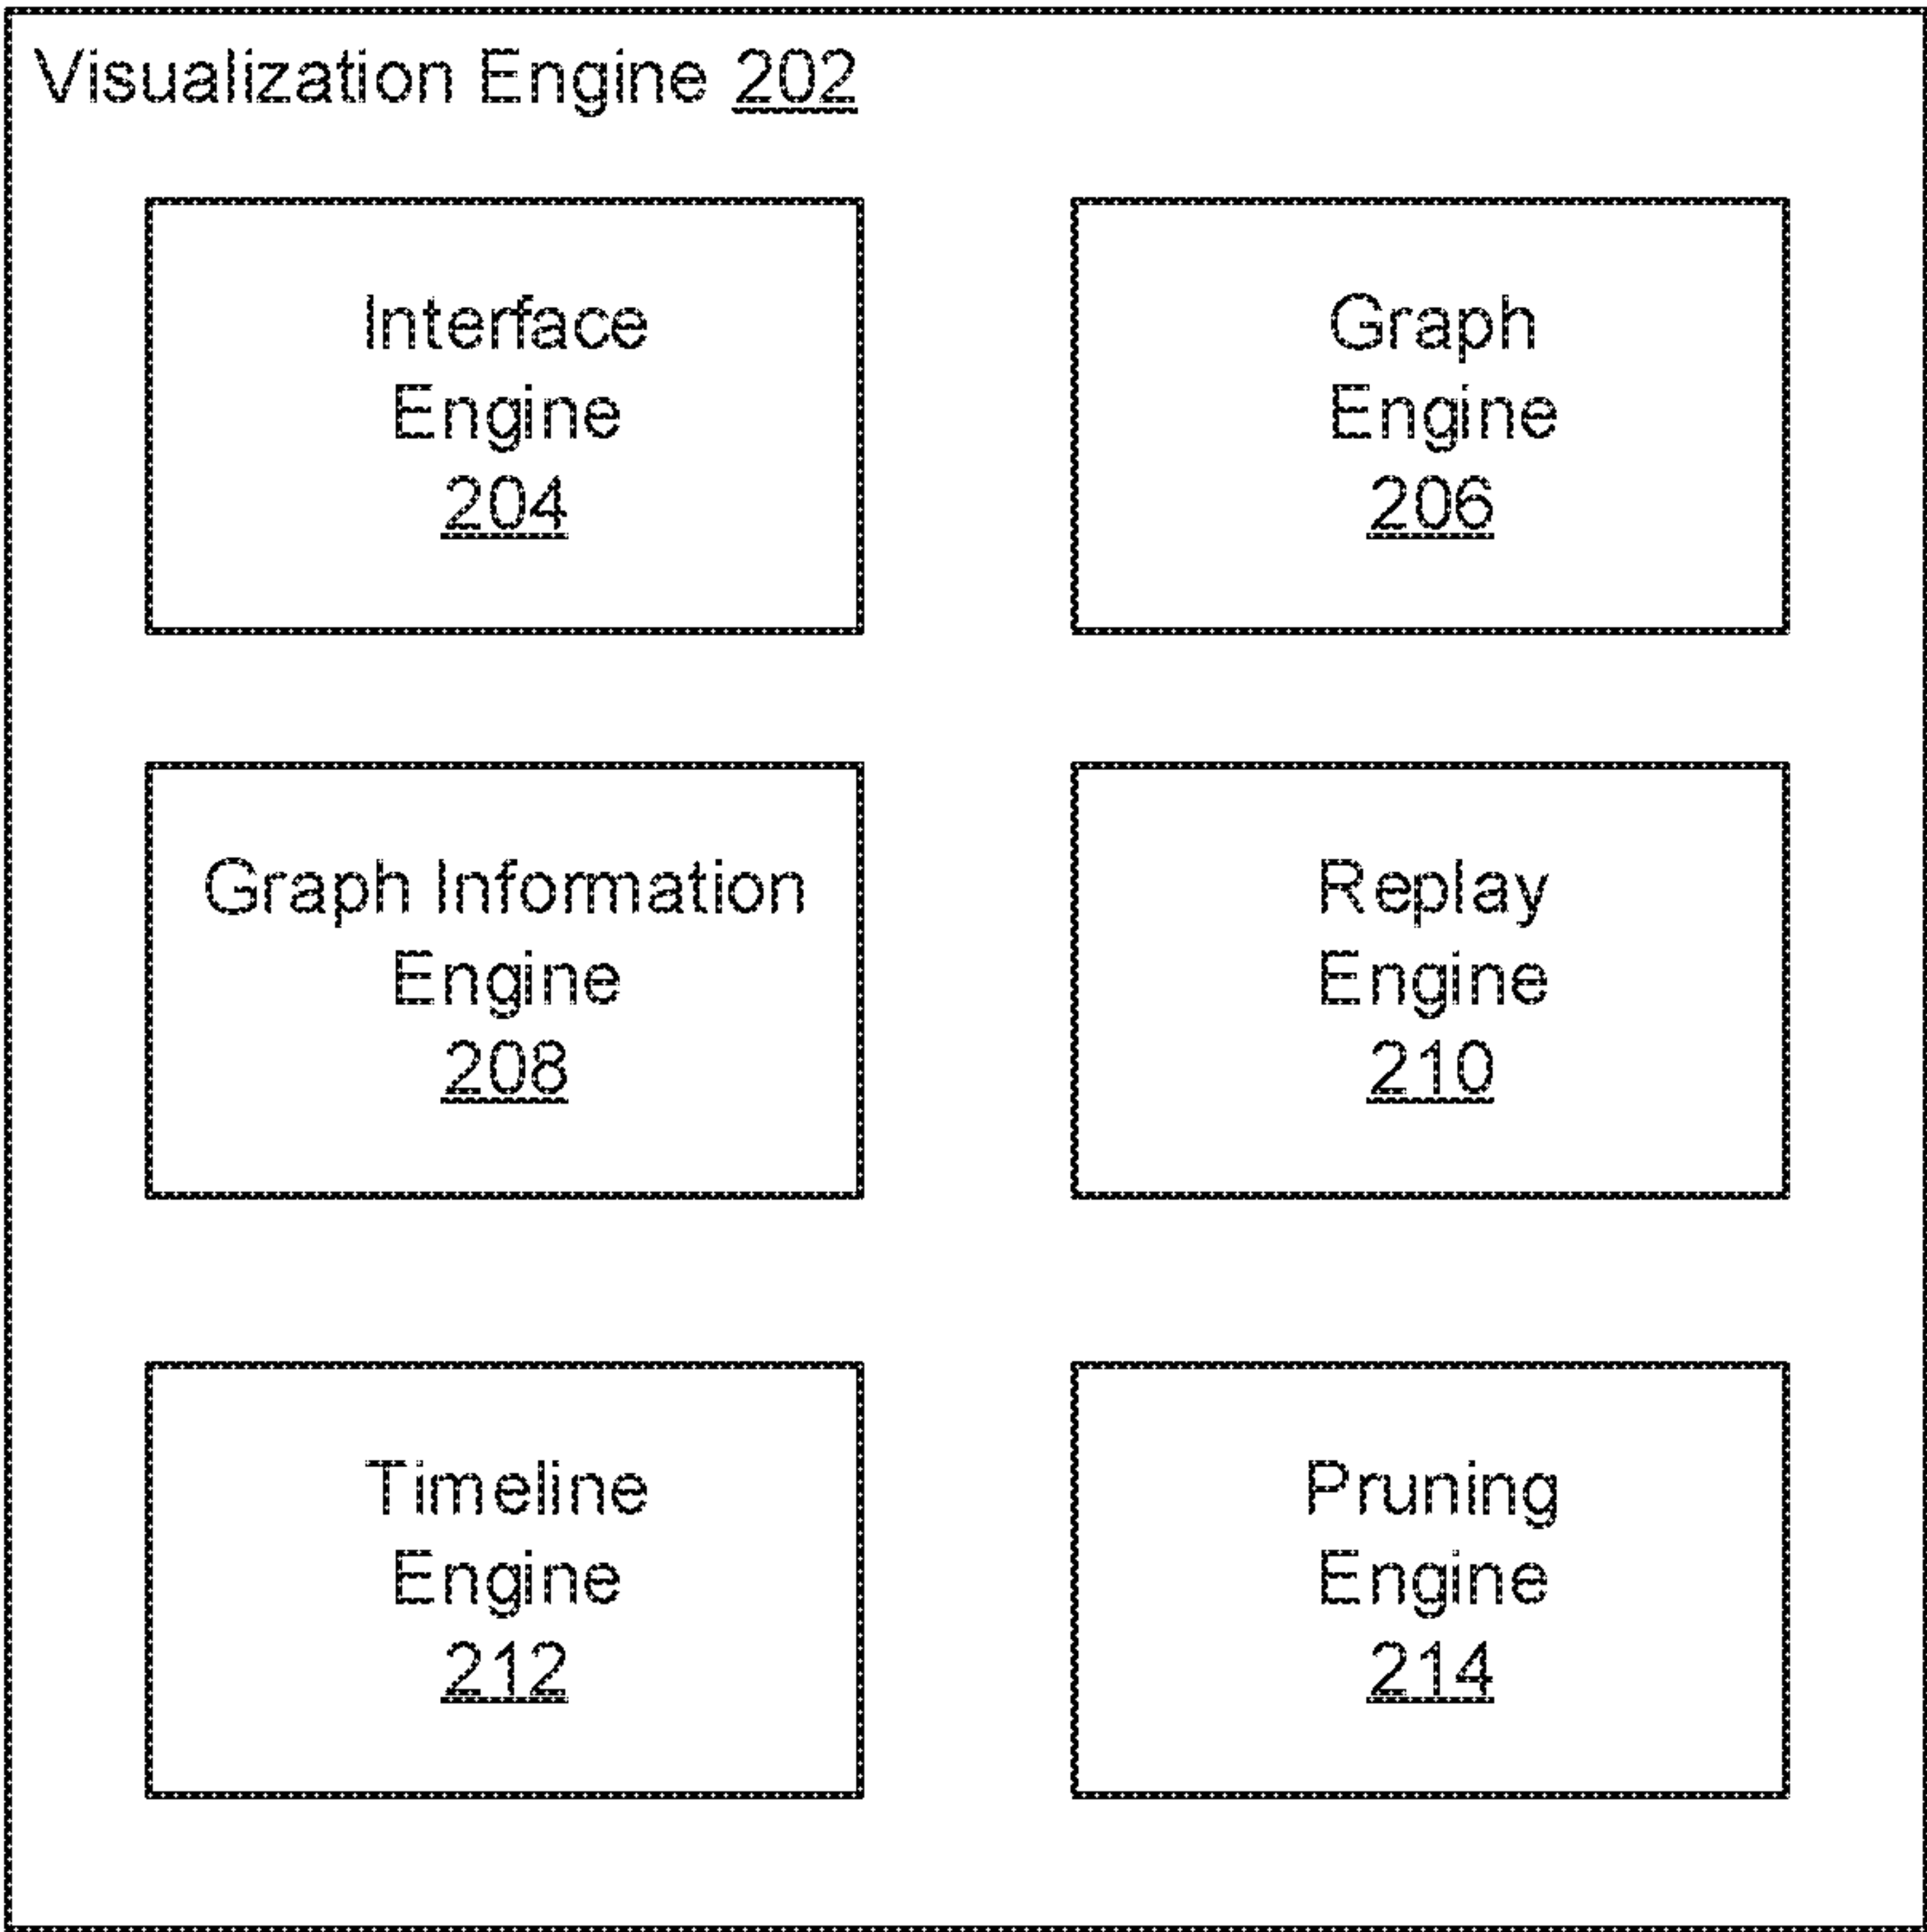 Visualization Engine 202
Interface
Engine
204
Graph
Engine
206
Graph Information
Engine
208
Replay
Engine
210
Timeline
Engine
212
Pruning
Engine
214